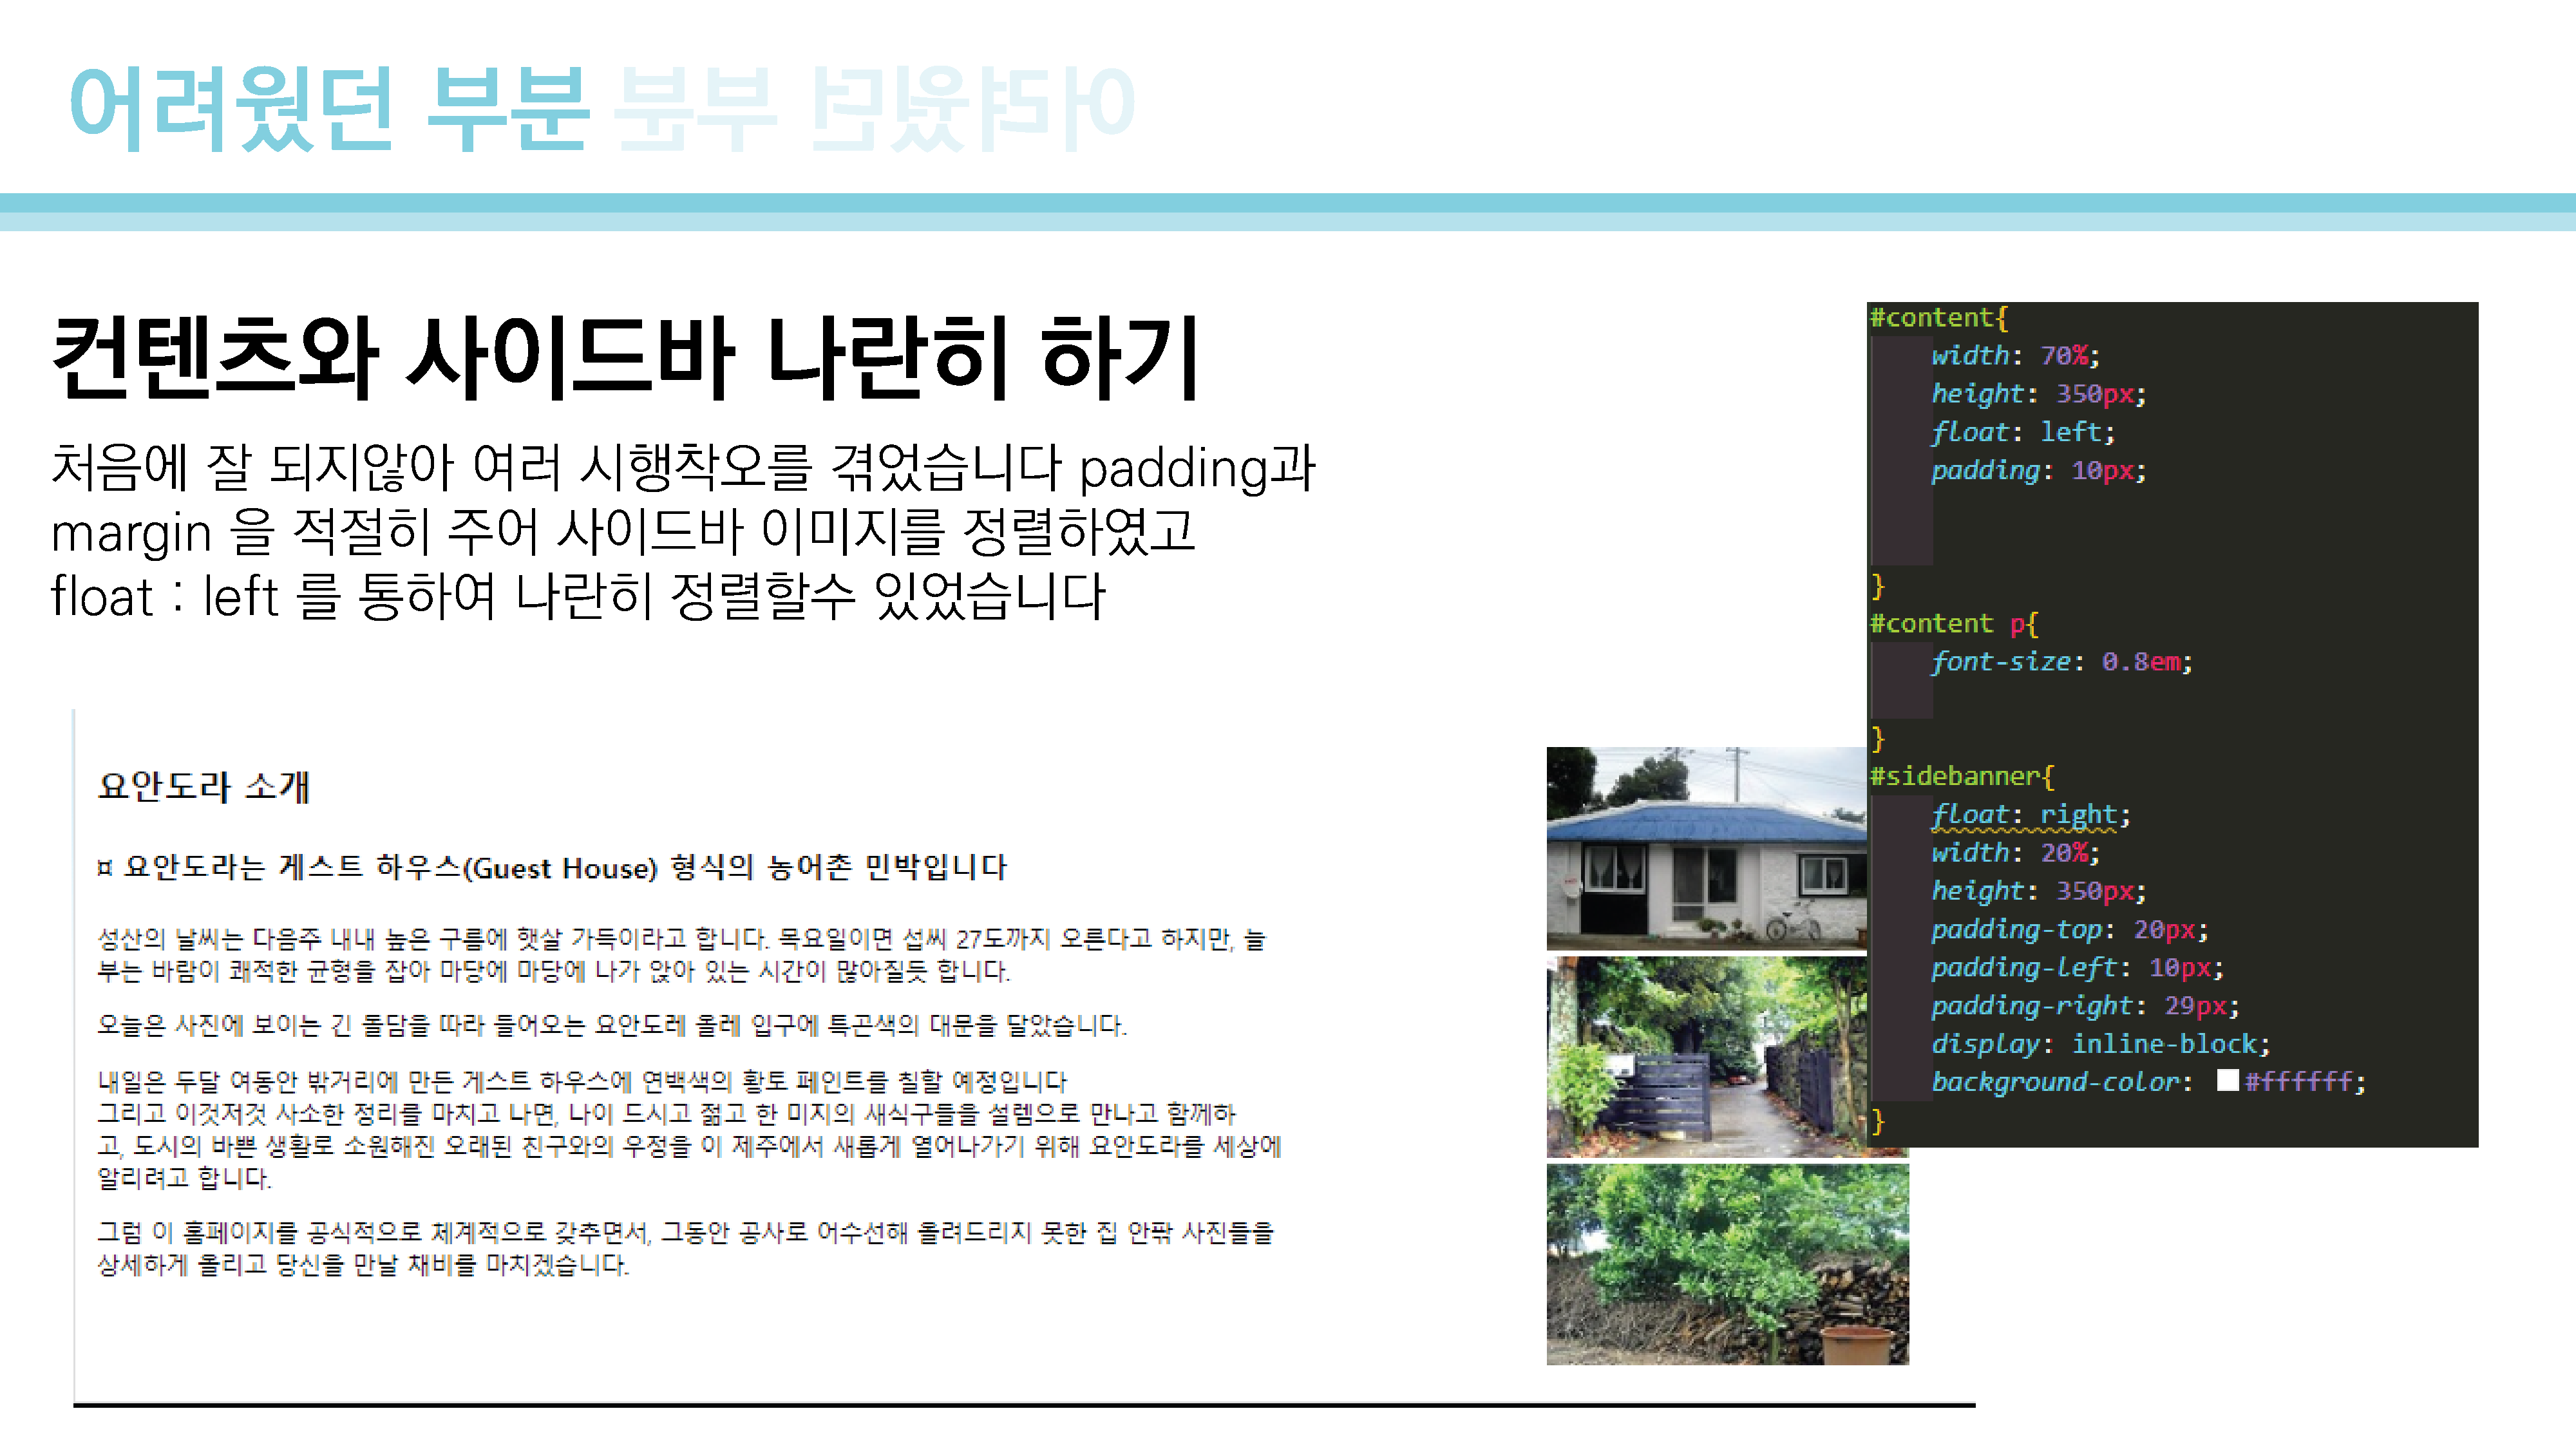 어려웠던 부분
어려웠던 부분
컨텐츠와 사이드바 나란히 하기
처음에 잘 되지않아 여러 시행착오를 겪었습니다 padding과
margin 을 적절히 주어 사이드바 이미지를 정렬하였고
float : left 를 통하여 나란히 정렬할수 있었습니다
#content{
width: 70%;
height: 350px;
float: left;
padding: 10px;
}
#content p{
font-size: 0.8em;
}
#sidebanner{
float: right;
width: 20%;
height: 350px;
padding-top: 20px;
padding-left: 10px;
padding-right: 29px;
display: inline-block;
background-color: #ffffff;
}
요안도라 소개
¤ 요안도라는 게스트 하우스(Guest House) 형식의 농어촌 민박입니다
성산의 날씨는 다음주 내내 높은 구름에 햇살 가득이라고 합니다. 목요일이면 섭씨 27도까지 오른다고 하지만, 늘
부는 바람이 쾌적한 균형을 잡아 마당에 마당에 나가 앉아 있는 시간이 많아질듯 합니다.
오늘은 사진에 보이는 긴 돌담을 따라 들어오는 요안도레 올레 입구에 특곤색의 대문을 달았습니다.
내일은 두달 여동안 밖거리에 만든 게스트 하우스에 연백색의 황토 페인트를 칠할 예정입니다
그리고 이것저것 사소한 정리를 마치고 나면, 나이 드시고 젊고 한 미지의 새식구들을 설렘으로 만나고 함께하
고, 도시의 바쁜 생활로 소원해진 오래된 친구와의 우정을 이 제주에서 새롭게 열어나가기 위해 요안도라를 세상에
알리려고 합니다.
그럼 이 홈페이지를 공식적으로 체계적으로 갖추면서, 그동안 공사로 어수선해 올려드리지 못한 집 안팎 사진들을
상세하게 올리고 당신을 만날 채비를 마치겠습니다.